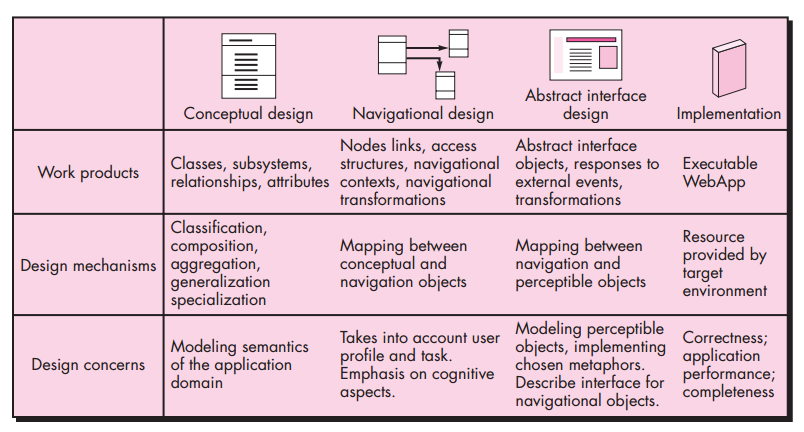 Conceptual design
Navigational design
Abstract interface
design
Implementation
Work products
Classes, subsystems,
relationships, attributes
Nodes links, access
structures, navigational
contexts, navigational
transformations
Abstract interface
objects, responses to
external events,
transformations
Executable
WebApp
Design mechanisms
Classification,
composition,
aggregation,
generalization
specialization
Mapping between
conceptual and
navigation objects
Mapping between
navigation and
perceptible objects
Resource
provided by
target
environment
Design concerns
Modeling semantics
of the application
domain
Takes into account user
profile and task.
Emphasis on cognitive
aspects.
Modeling perceptible
objects, implementing
chosen metaphors.
Describe interface for
navigational objects.
Correctness;
application
performance;
completeness